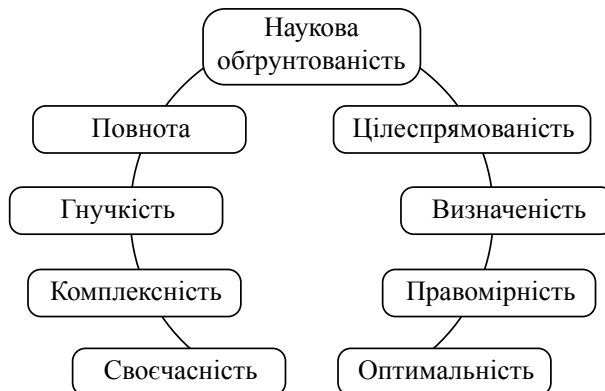 Наукова
обґрунтованість
Повнота
Цілеспрямованість
Гнучкість
Визначеність
Комплексність
Правомірність
Своєчасність
Оптимальність